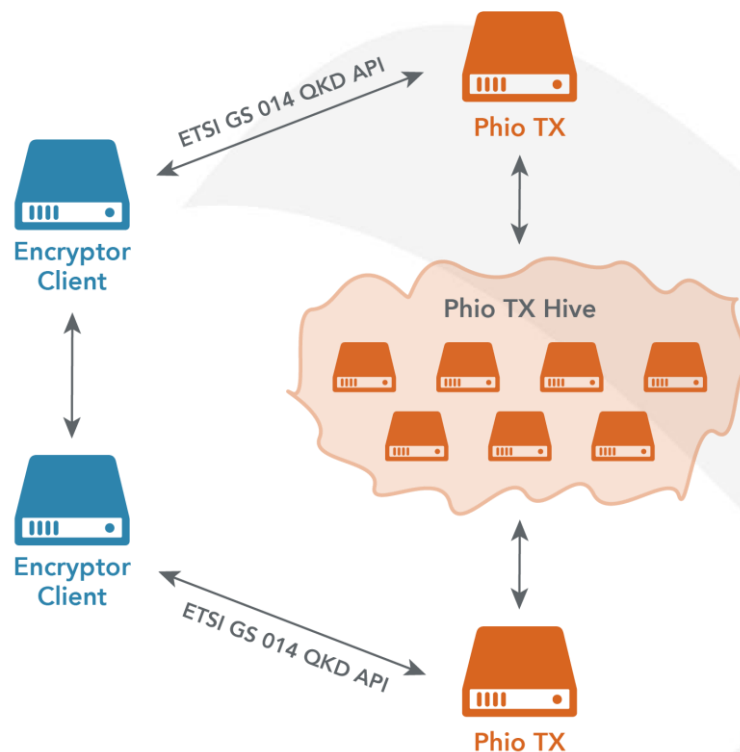 ETSI GS 014 QKD API
Phio TX
Encryptor
Client
Phio TX Hive
Encryptor
Client
ETSI GS 014 QKD API
Phio TX